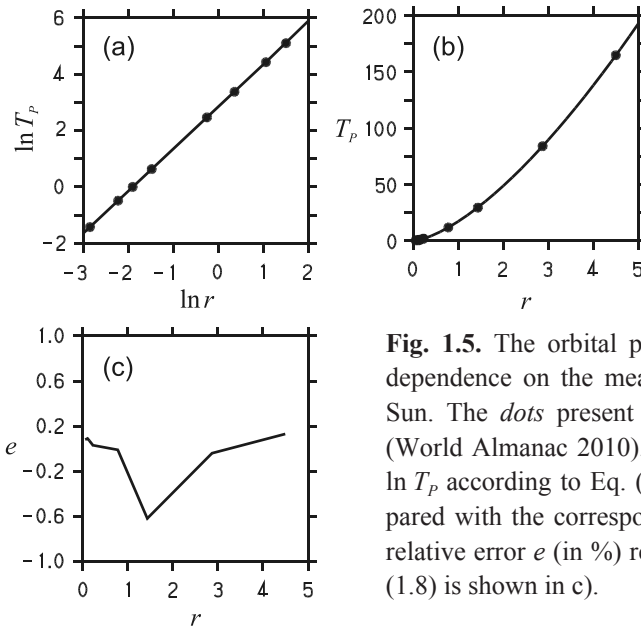 6
4
2
0
−2
ln T_P
(a)
−3 −2 −1 0 1 2
ln r
200
150
100
50
0
T_P
(b)
0 1 2 3 4 5
r
1.0
0.6
0.2
-0.2
-0.6
-1.0
e
(c)
0 1 2 3 4 5
r
Fig. 1.5. The orbital p
dependence on the mea
Sun. The dots present
(World Almanac 2010)
ln T_P according to Eq. (
pared with the correspo
relative error e (in %) re
(1.8) is shown in c).